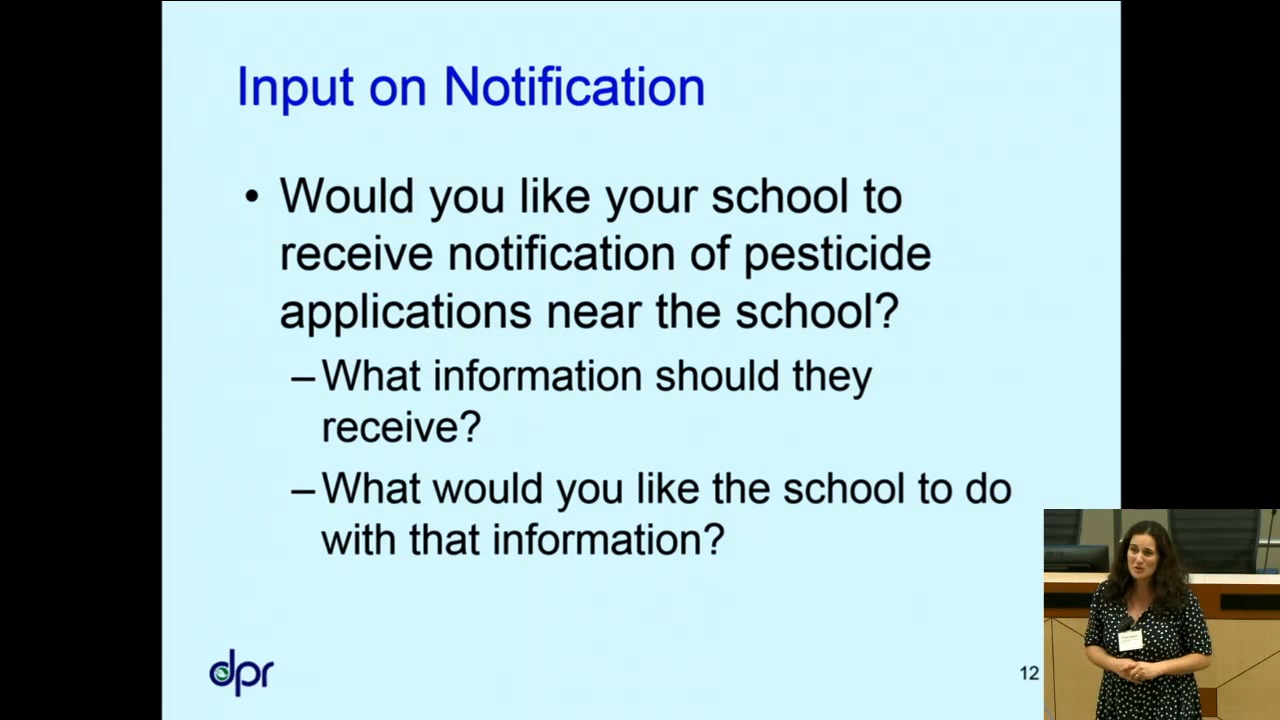 Input on Notification
• Would you like your school to
receive notification of pesticide
applications near the school?
– What information should they
receive?
– What would you like the school to do
with that information?
dpr
12